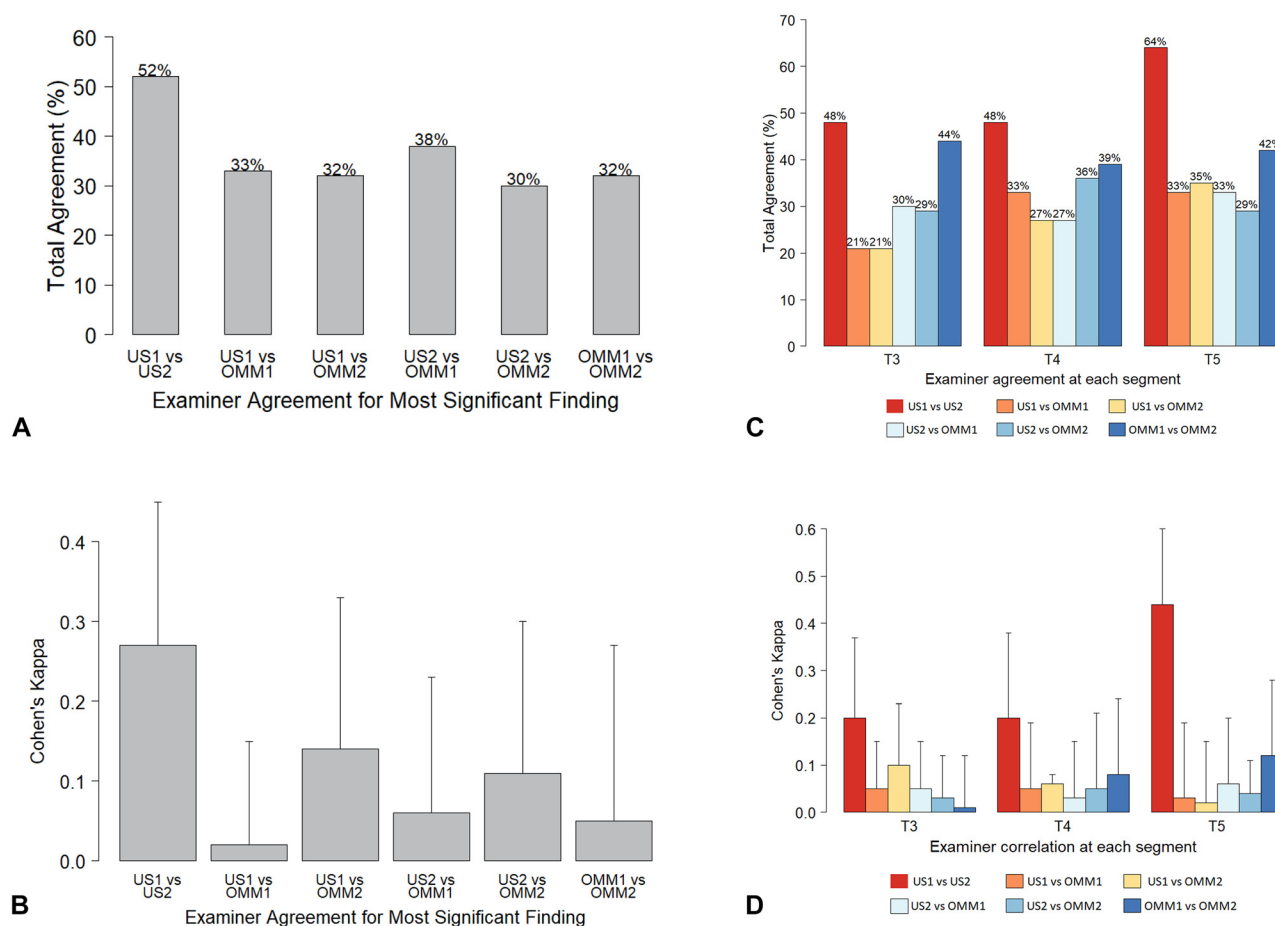 60
50
40
30
20
10
0
Total Agreement (%)
52%
33%
32%
38%
30%
32%
US1 vs
US2
US1 vs
OMM1
US1 vs
OMM2
US2 vs
OMM1
US2 vs
OMM2
OMM1 vs
OMM2
Examiner Agreement for Most Significant Finding
A
0.4
0.3
0.2
0.1
0.0
Cohen's Kappa
US1 vs
US2
US1 vs
OMM1
US1 vs
OMM2
US2 vs
OMM1
US2 vs
OMM2
OMM1 vs
OMM2
Examiner Agreement for Most Significant Finding
B
70
60
50
40
30
20
10
0
Total Agreement (%)
48%
21%
21%
30%
29%
44%
48%
33%
27%
27%
36%
39%
64%
33%
35%
33%
29%
42%
T3
T4
T5
Examiner agreement at each segment
US1 vs US2
US1 vs OMM1
US1 vs OMM2
US2 vs OMM1
US2 vs OMM2
OMM1 vs OMM2
C
0.6
0.5
0.4
0.3
0.2
0.1
0.0
Cohen's Kappa
T3
T4
T5
Examiner correlation at each segment
US1 vs US2
US1 vs OMM1
US1 vs OMM2
US2 vs OMM1
US2 vs OMM2
OMM1 vs OMM2
D